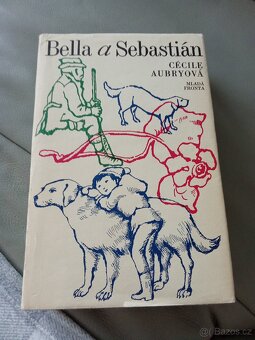 Bella a Sebastián
CÉCILE
AUBRYOVÁ
MLADÁ
FRONTA
Bazos.cz